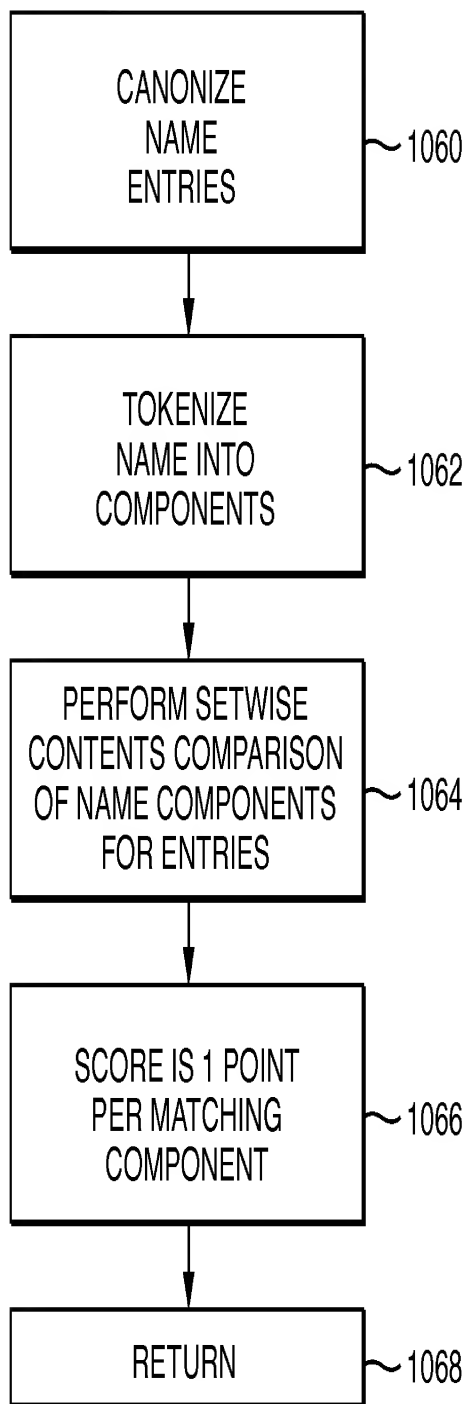 CANONIZE
NAME
ENTRIES
1060
TOKENIZE
NAME INTO
COMPONENTS
1062
PERFORM SETWISE
CONTENTS COMPARISON
OF NAME COMPONENTS
FOR ENTRIES
1064
SCORE IS 1 POINT
PER MATCHING
COMPONENT
1066
RETURN
1068